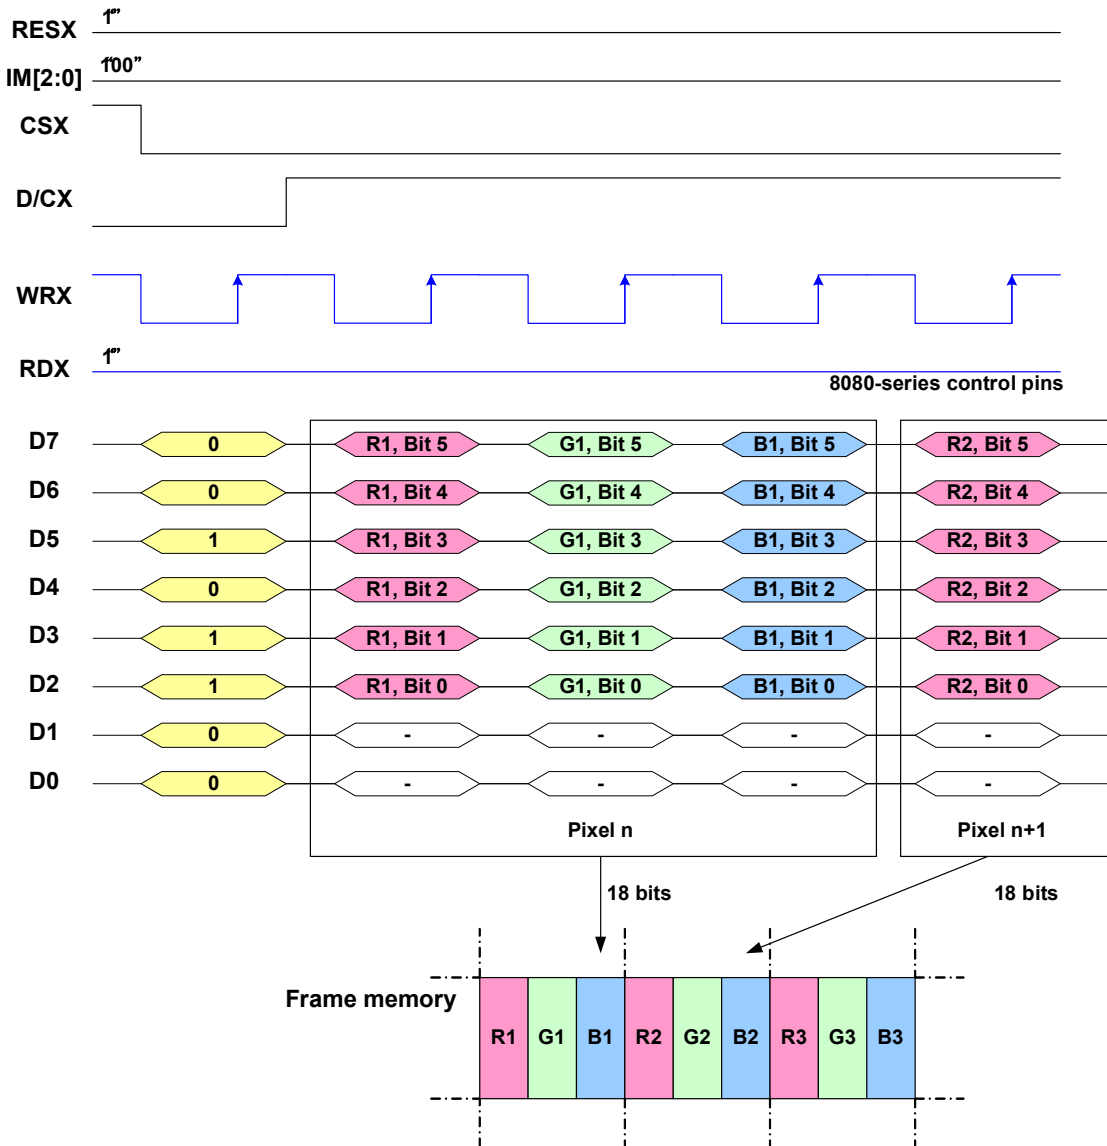 RESX 1"
IM[2:0] 1"00"
CSX
D/CX
WRX
RDX 1"
8080-series control pins
D7 0 R1, Bit 5 G1, Bit 5 B1, Bit 5 R2, Bit 5
D6 0 R1, Bit 4 G1, Bit 4 B1, Bit 4 R2, Bit 4
D5 1 R1, Bit 3 G1, Bit 3 B1, Bit 3 R2, Bit 3
D4 0 R1, Bit 2 G1, Bit 2 B1, Bit 2 R2, Bit 2
D3 1 R1, Bit 1 G1, Bit 1 B1, Bit 1 R2, Bit 1
D2 1 R1, Bit 0 G1, Bit 0 B1, Bit 0 R2, Bit 0
D1 0 - - - -
D0 0 - - - -
Pixel n Pixel n+1
18 bits 18 bits
Frame memory
R1 G1 B1 R2 G2 B2 R3 G3 B3